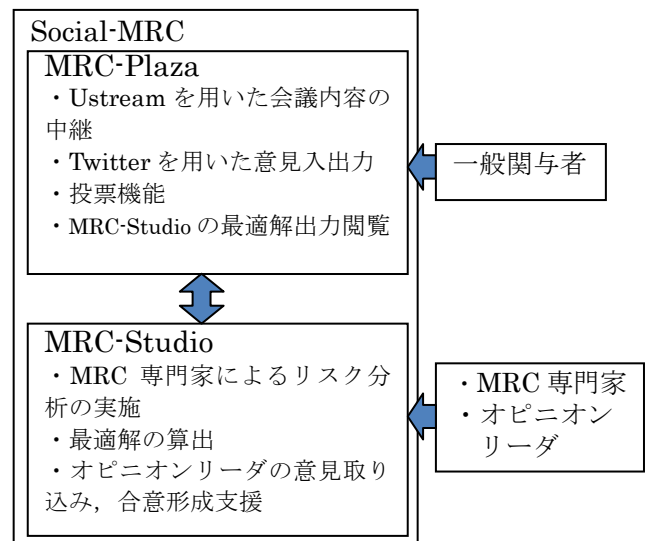 Social-MRC
MRC-Plaza
・Ustream を用いた会議内容の
中継
・Twitter を用いた意見入出力
・投票機能
・MRC-Studio の最適解出力閲覧
一般関与者
MRC-Studio
・MRC 専門家によるリスク分
析の実施
・最適解の算出
・オピニオンリーダの意見取り
込み，合意形成支援
・MRC 専門家
・オピニオン
リーダ